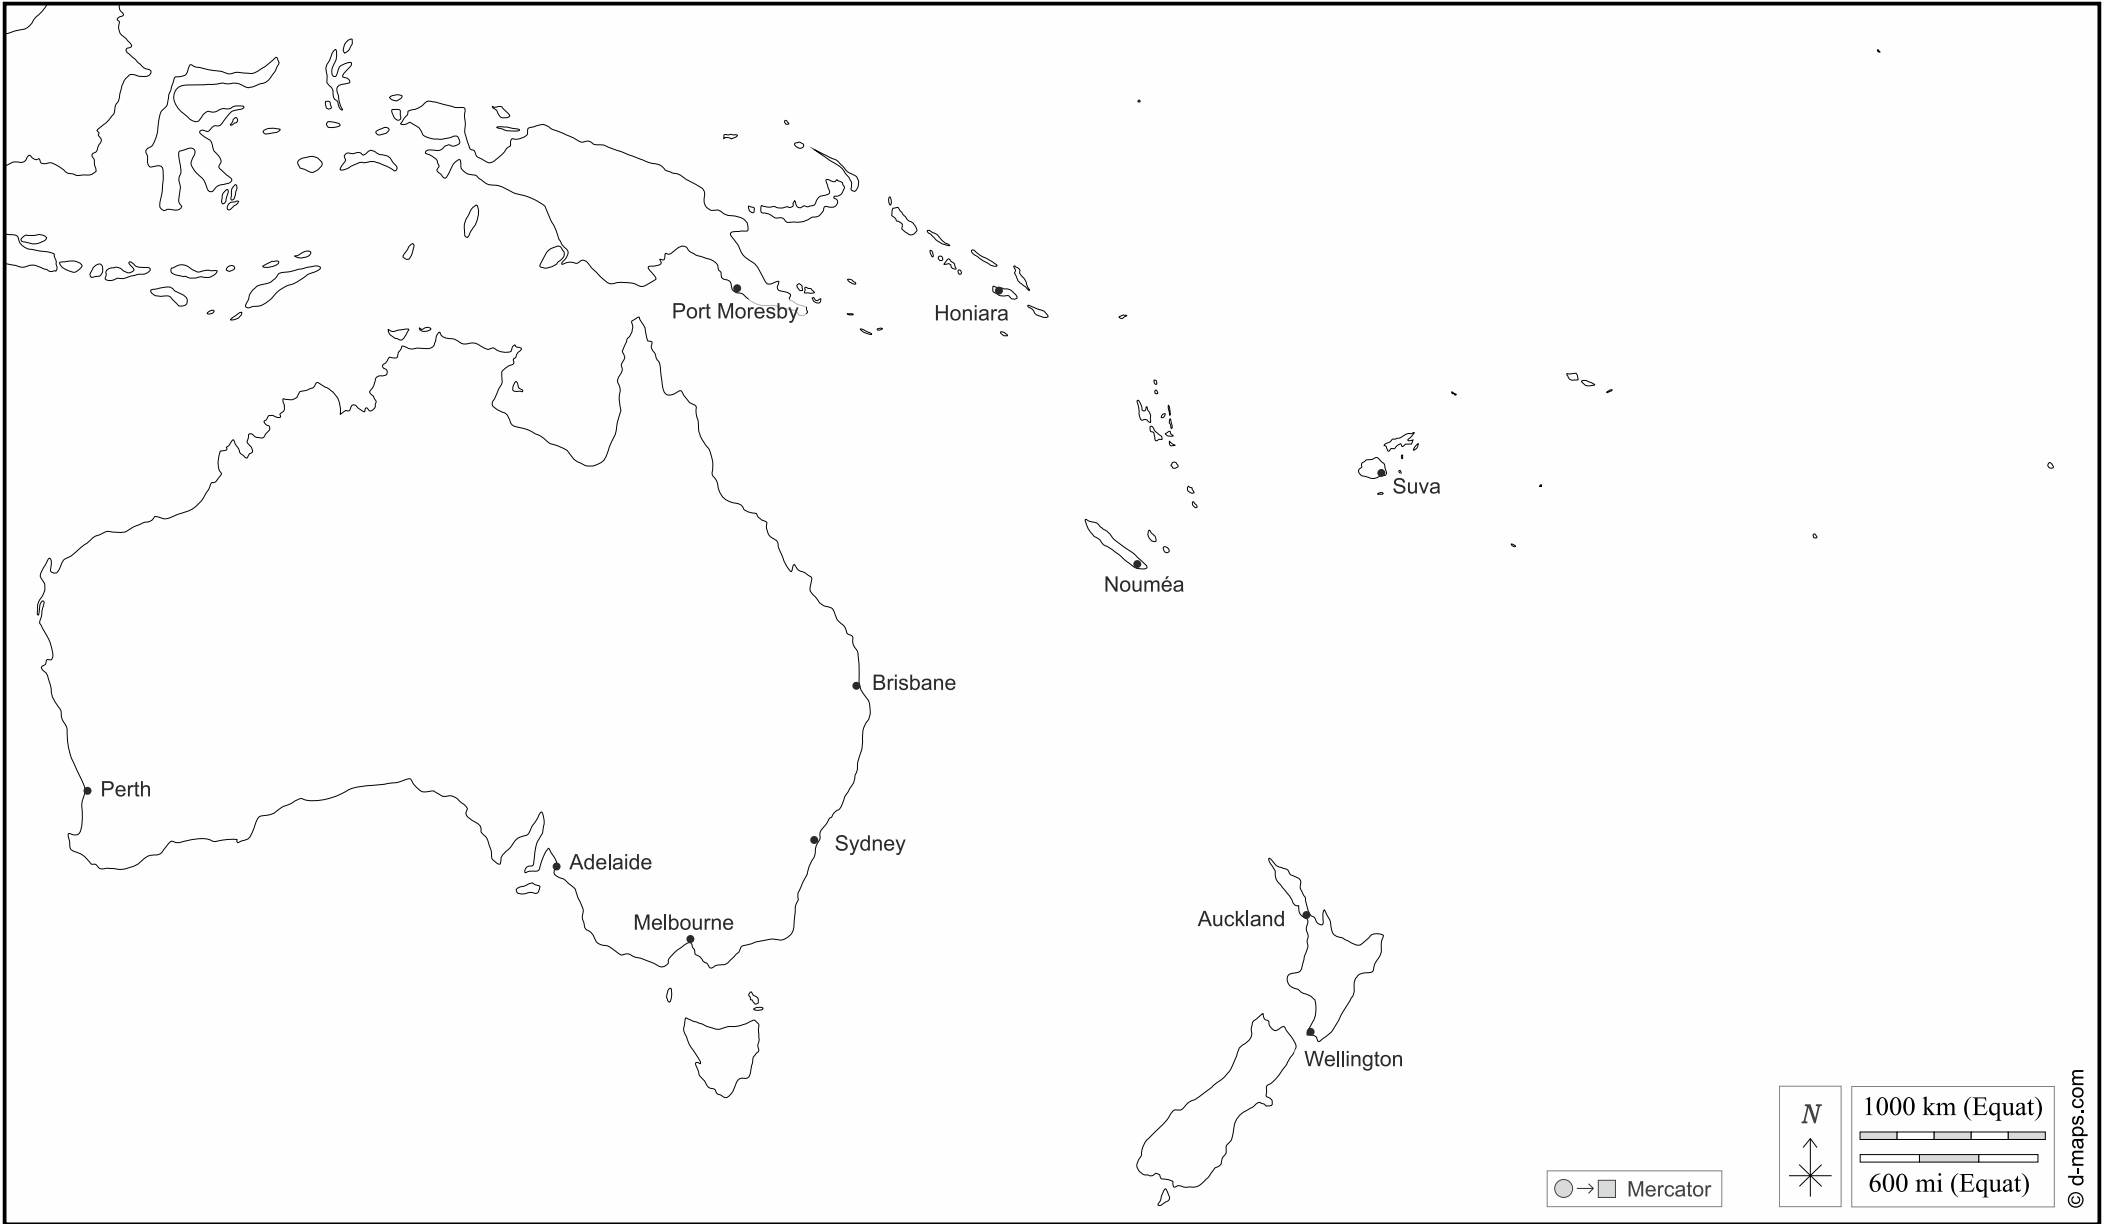 Port Moresby
Honiara
Suva
Nouméa
Brisbane
Perth
Sydney
Adelaide
Melbourne
Auckland
Wellington
N
1000 km (Equat)
600 mi (Equat)
Mercator
© d-maps.com